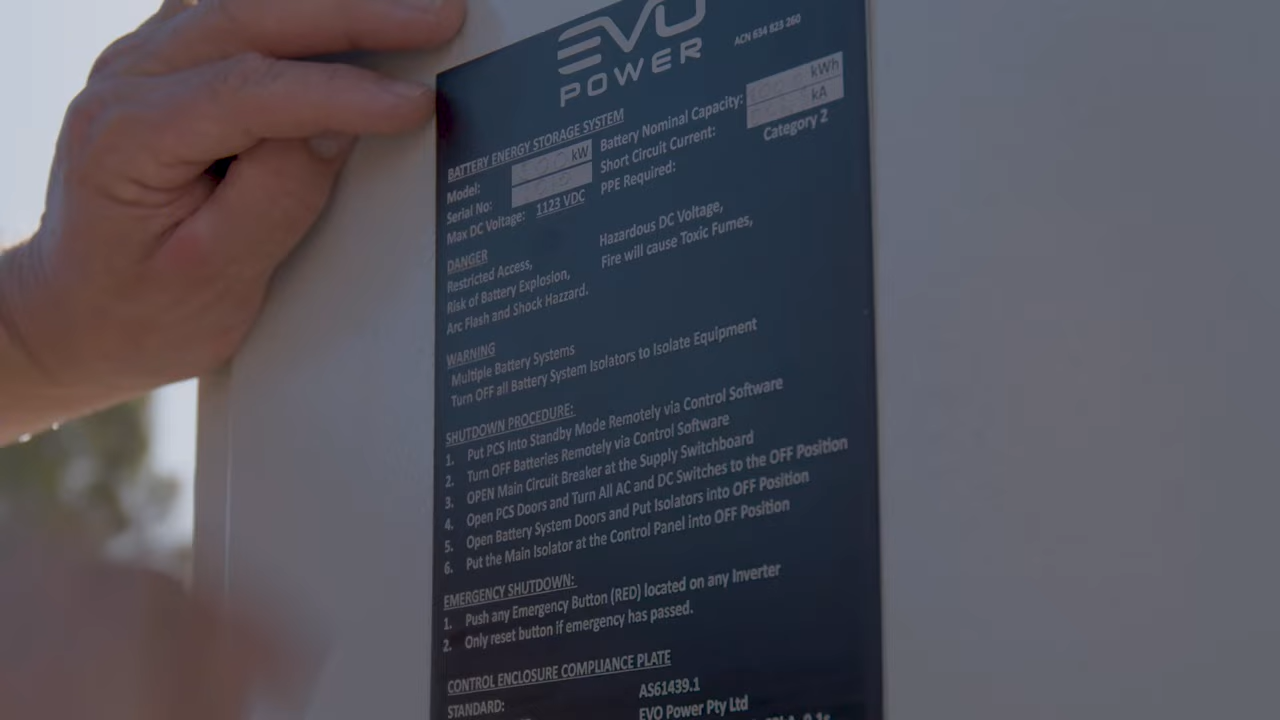 EVO
POWER
ACN 634 623 260
BATTERY ENERGY STORAGE SYSTEM
Model: kW
Serial No:
Max DC Voltage: 1123 VDC
Battery Nominal Capacity: kWh
Short Circuit Current: kA
PPE Required: Category 2
DANGER
Restricted Access,
Risk of Battery Explosion,
Arc Flash and Shock Hazzard.
Hazardous DC Voltage,
Fire will cause Toxic Fumes,
WARNING
Multiple Battery Systems
Turn OFF all Battery System Isolators to Isolate Equipment
SHUTDOWN PROCEDURE:
1. Put PCS Into Standby Mode Remotely via Control Software
2. Turn OFF Batteries Remotely via Control Software
3. OPEN Main Circuit Breaker at the Supply Switchboard
4. Open PCS Doors and Turn All AC and DC Switches to the OFF Position
5. Open Battery System Doors and Put Isolators into OFF Position
6. Put the Main Isolator at the Control Panel into OFF Position
EMERGENCY SHUTDOWN:
1. Push any Emergency Button (RED) located on any Inverter
2. Only reset button if emergency has passed.
CONTROL ENCLOSURE COMPLIANCE PLATE
STANDARD: AS61439.1
EVO Power Pty Ltd